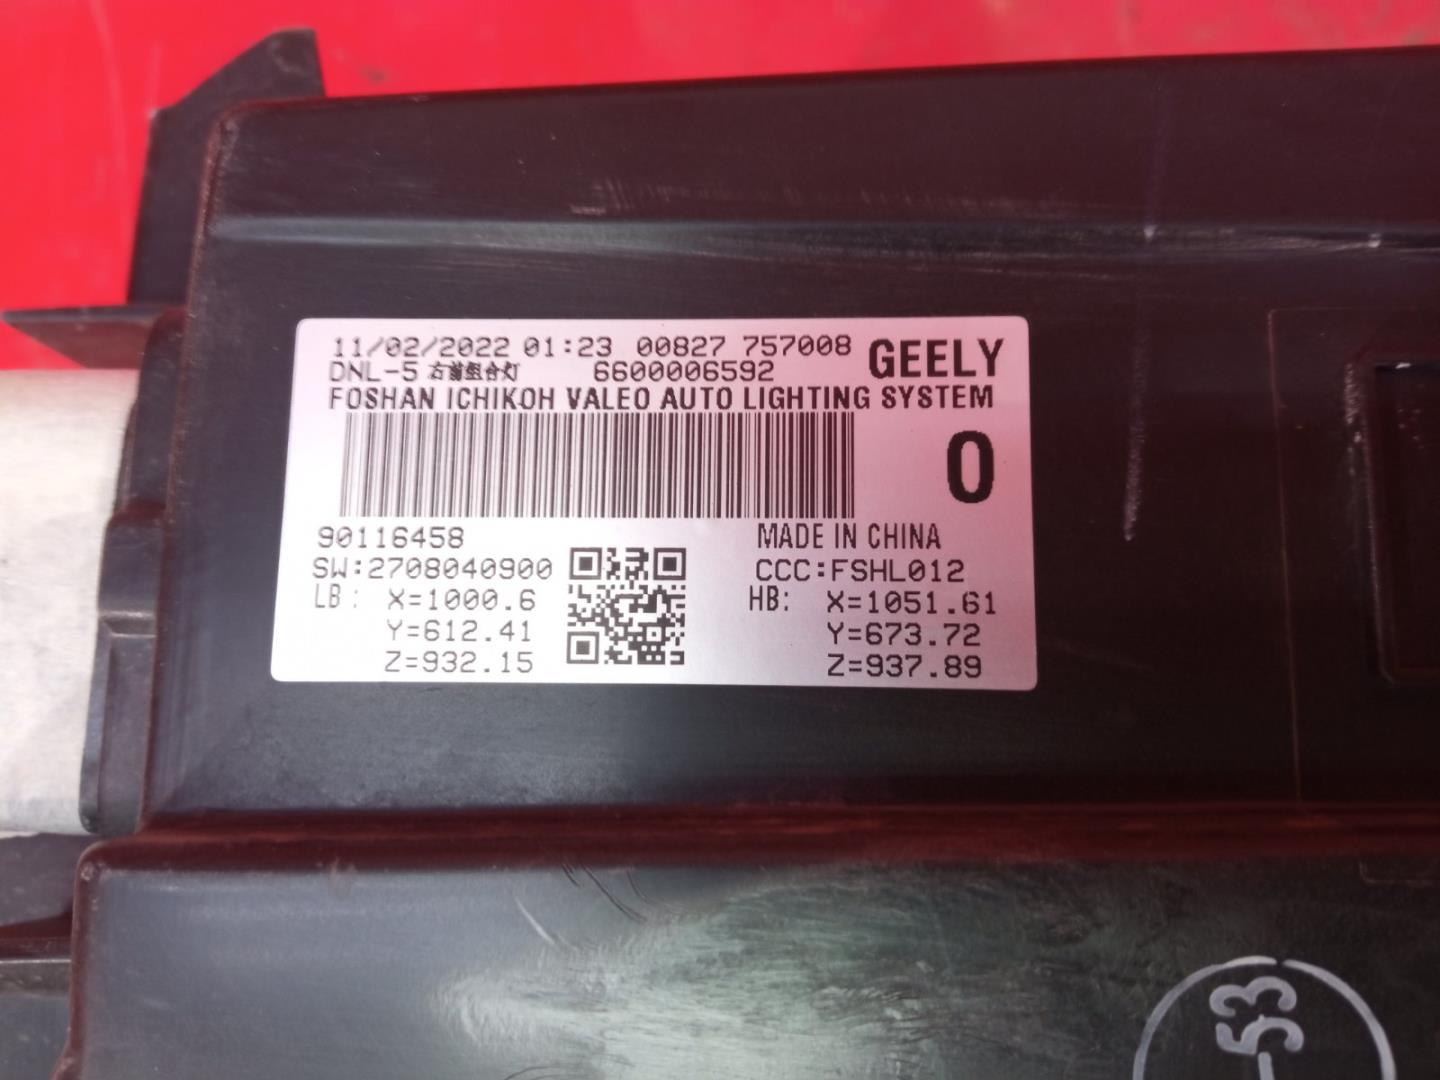 11/02/2022 01:23 00827 757008 GEELY
DNL-5 右前组合灯 6600006592
FOSHAN ICHIKOH VALEO AUTO LIGHTING SYSTEM
0
90116458 MADE IN CHINA
SW:2708040900 CCC:FSHL012
LB: X=1000.6 HB: X=1051.61
Y=612.41 Y=673.72
Z=932.15 Z=937.89
-53